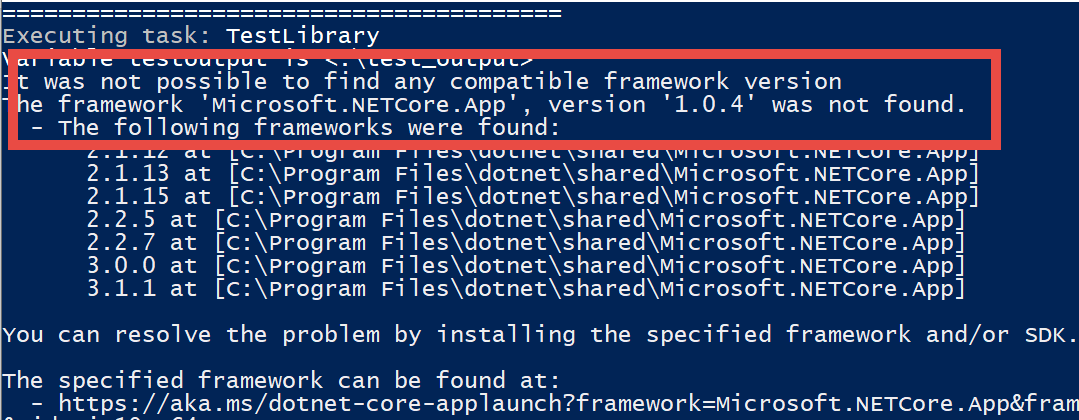 ========================================
Executing task: TestLibrary
Variable testoutput is <.\test_output>
It was not possible to find any compatible framework version
The framework 'Microsoft.NETCore.App', version '1.0.4' was not found.
- The following frameworks were found:
2.1.12 at [C:\Program Files\dotnet\shared\Microsoft.NETCore.App]
2.1.13 at [C:\Program Files\dotnet\shared\Microsoft.NETCore.App]
2.1.15 at [C:\Program Files\dotnet\shared\Microsoft.NETCore.App]
2.2.5 at [C:\Program Files\dotnet\shared\Microsoft.NETCore.App]
2.2.7 at [C:\Program Files\dotnet\shared\Microsoft.NETCore.App]
3.0.0 at [C:\Program Files\dotnet\shared\Microsoft.NETCore.App]
3.1.1 at [C:\Program Files\dotnet\shared\Microsoft.NETCore.App]
You can resolve the problem by installing the specified framework and/or SDK.
The specified framework can be found at:
- https://aka.ms/dotnet-core-applaunch?framework=Microsoft.NETCore.App&fram